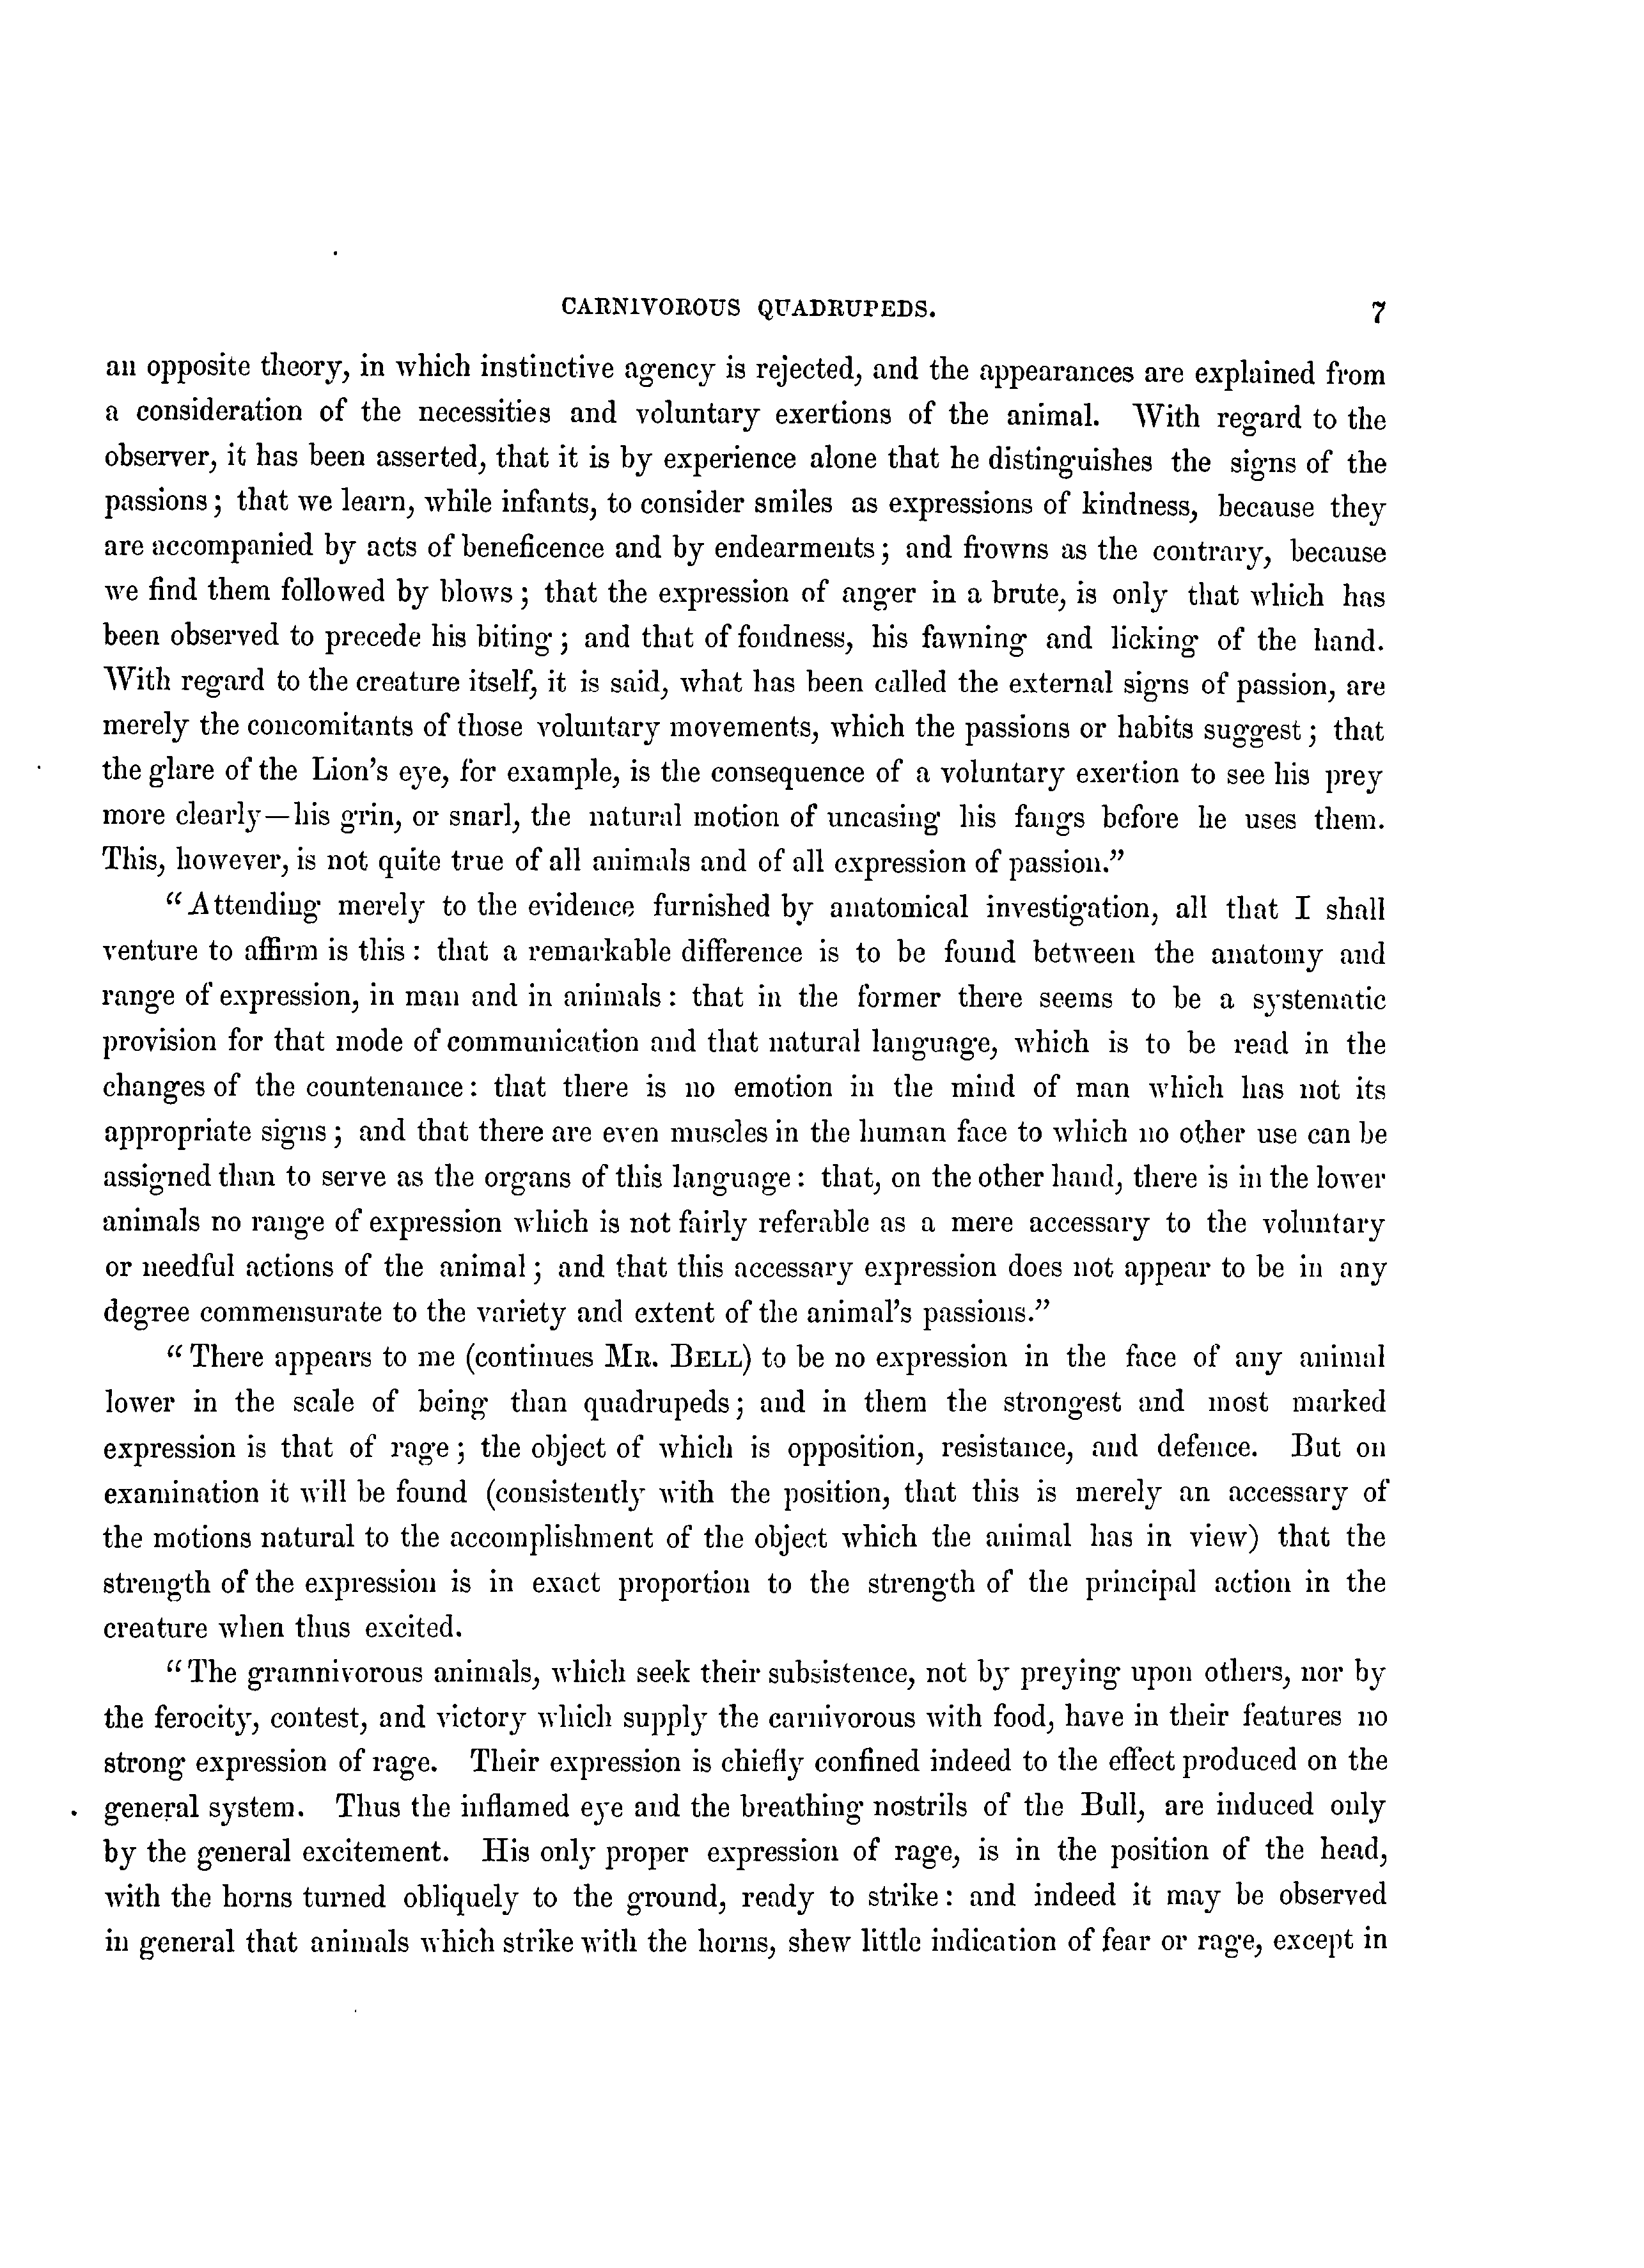 CARNIVOROUS QUADRUPEDS. 7
an opposite theory, in which instinctive agency is rejected, and the appearances are explained from
a consideration of the necessities and voluntary exertions of the animal. With regard to the
observer, it has been asserted, that it is by experience alone that he distinguishes the signs of the
passions; that we learn, while infants, to consider smiles as expressions of kindness, because they
are accompanied by acts of beneficence and by endearments; and frowns as the contrary, because
we find them followed by blows; that the expression of anger in a brute, is only that which has
been observed to precede his biting; and that of fondness, his fawning and licking of the hand.
With regard to the creature itself, it is said, what has been called the external signs of passion, are
merely the concomitants of those voluntary movements, which the passions or habits suggest; that
the glare of the Lion's eye, for example, is the consequence of a voluntary exertion to see his prey
more clearly—his grin, or snarl, the natural motion of uncasing his fangs before he uses them.
This, however, is not quite true of all animals and of all expression of passion.”
“Attending merely to the evidence furnished by anatomical investigation, all that I shall
venture to affirm is this: that a remarkable difference is to be found between the anatomy and
range of expression, in man and in animals: that in the former there seems to be a systematic
provision for that mode of communication and that natural language, which is to be read in the
changes of the countenance: that there is no emotion in the mind of man which has not its
appropriate signs; and that there are even muscles in the human face to which no other use can be
assigned than to serve as the organs of this language: that, on the other hand, there is in the lower
animals no range of expression which is not fairly referable as a mere accessary to the voluntary
or needful actions of the animal; and that this accessary expression does not appear to be in any
degree commensurate to the variety and extent of the animal's passions.”
“There appears to me (continues MR. BELL) to be no expression in the face of any animal
lower in the scale of being than quadrupeds; and in them the strongest and most marked
expression is that of rage; the object of which is opposition, resistance, and defence. But on
examination it will be found (consistently with the position, that this is merely an accessary of
the motions natural to the accomplishment of the object which the animal has in view) that the
strength of the expression is in exact proportion to the strength of the principal action in the
creature when thus excited.
“The gramnivorous animals, which seek their subsistence, not by preying upon others, nor by
the ferocity, contest, and victory which supply the carnivorous with food, have in their features no
strong expression of rage. Their expression is chiefly confined indeed to the effect produced on the
general system. Thus the inflamed eye and the breathing nostrils of the Bull, are induced only
by the general excitement. His only proper expression of rage, is in the position of the head,
with the horns turned obliquely to the ground, ready to strike: and indeed it may be observed
in general that animals which strike with the horns, shew little indication of fear or rage, except in